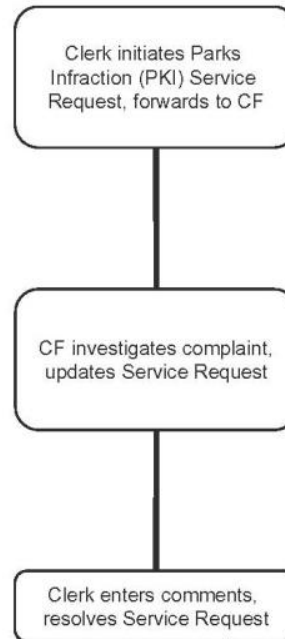 Clerk initiates Parks
Infraction (PKI) Service
Request, forwards to CF
CF investigates complaint,
updates Service Request
Clerk enters comments,
resolves Service Request